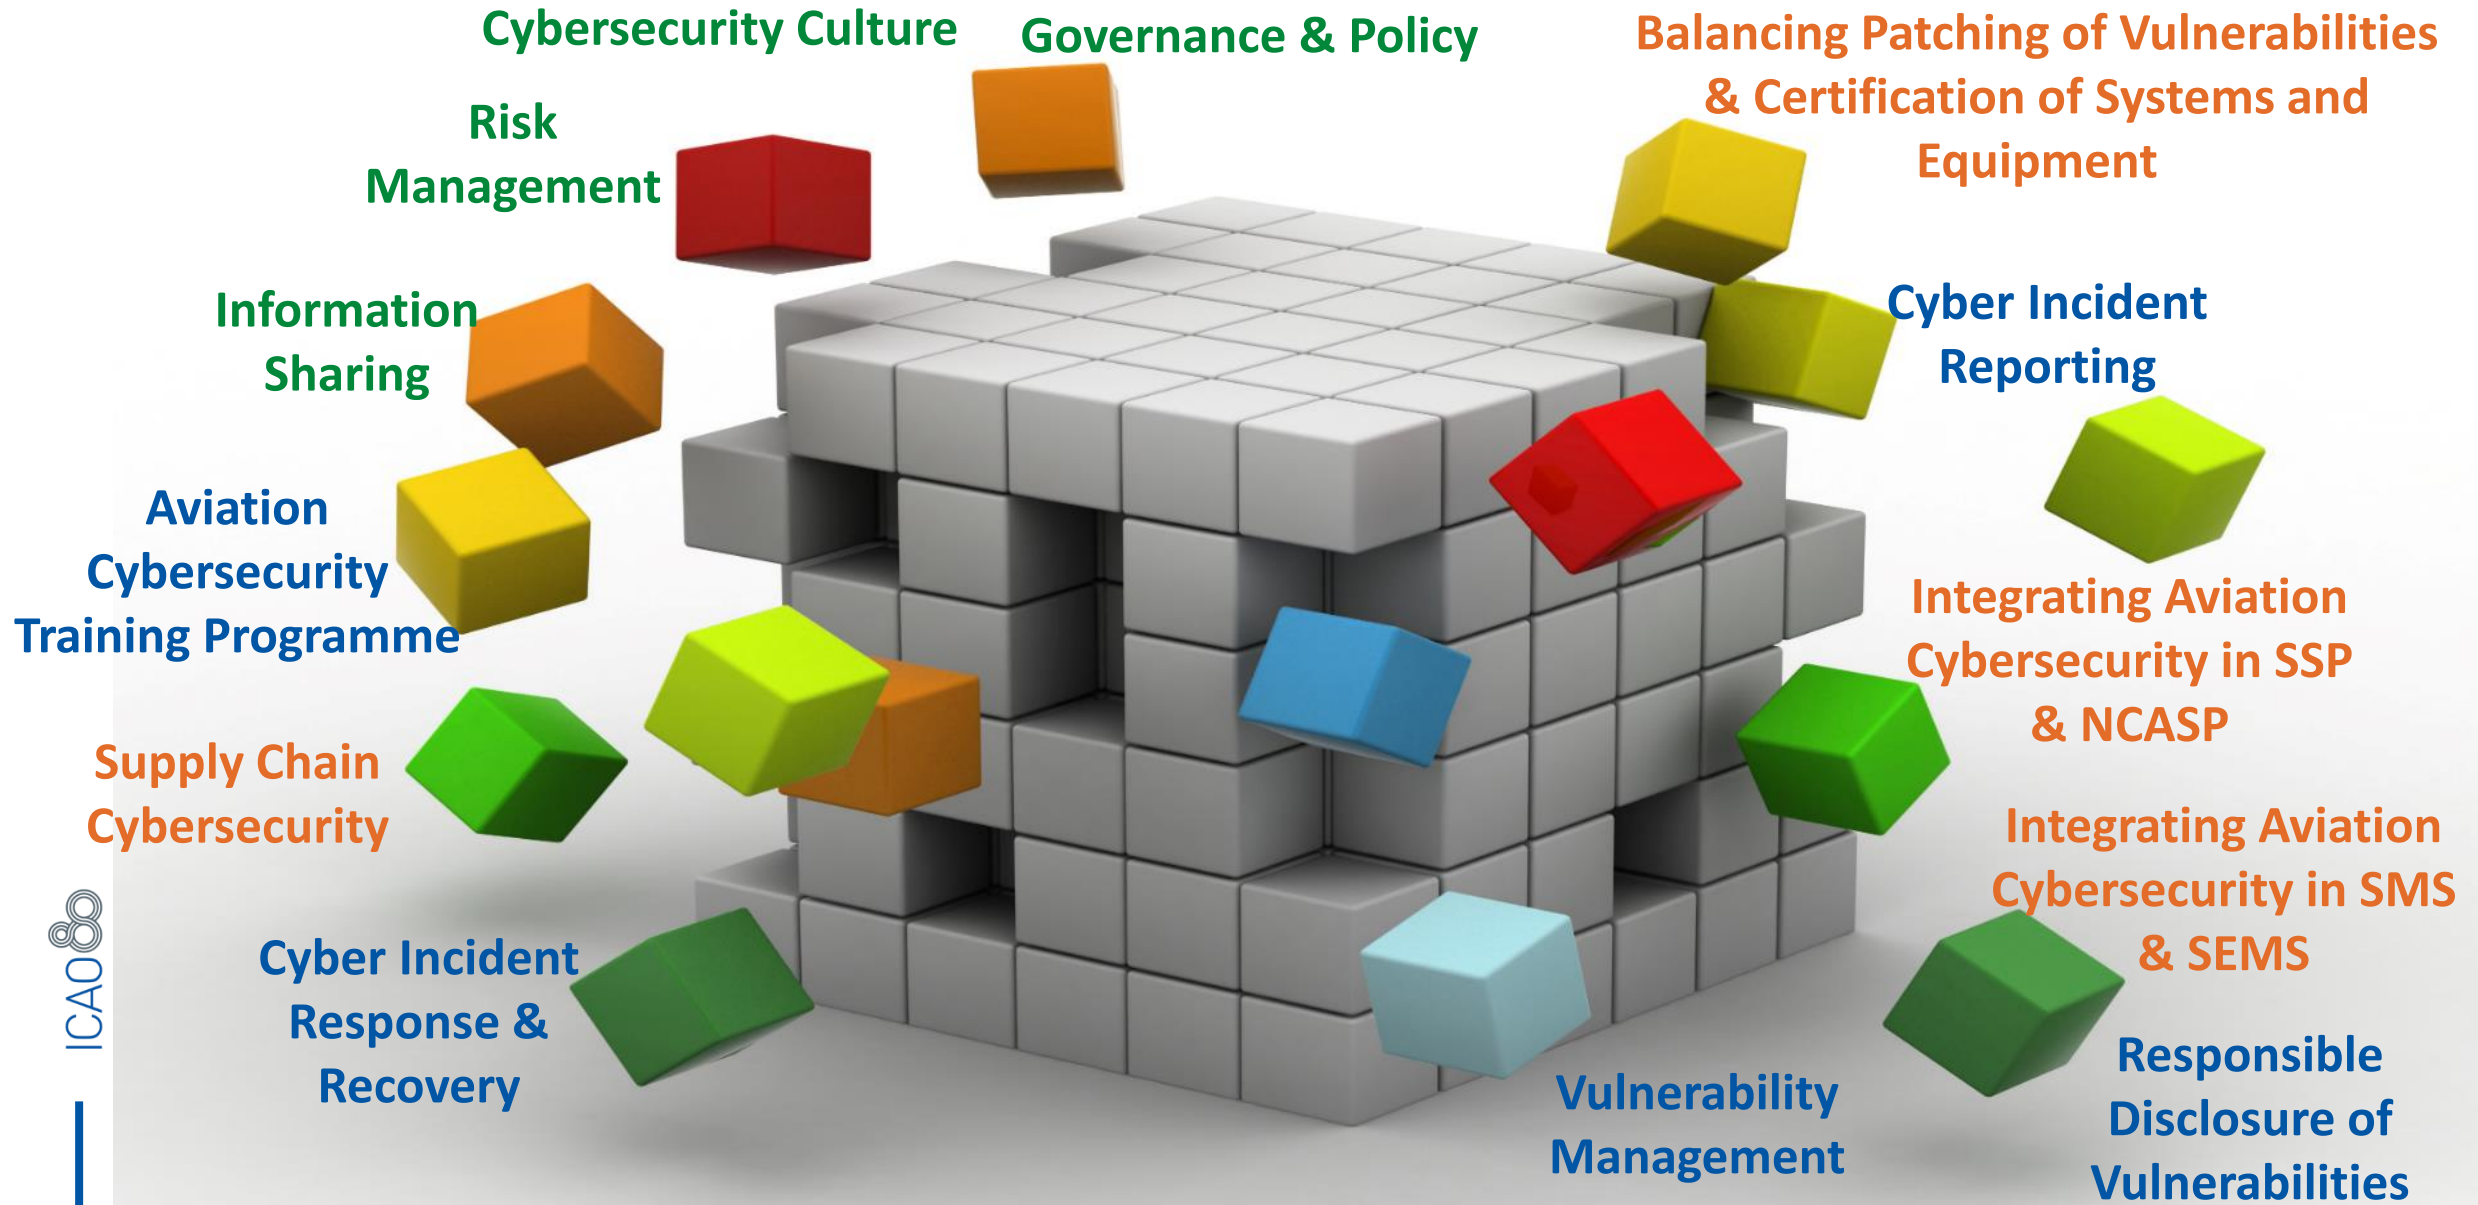 Cybersecurity Culture
Governance & Policy
Balancing Patching of Vulnerabilities
& Certification of Systems and
Equipment
Risk
Management
Information
Sharing
Cyber Incident
Reporting
Aviation
Cybersecurity
Training Programme
Integrating Aviation
Cybersecurity in SSP
& NCASP
Supply Chain
Cybersecurity
Integrating Aviation
Cybersecurity in SMS
& SEMS
Cyber Incident
Response &
Recovery
Vulnerability
Management
Responsible
Disclosure of
Vulnerabilities
ICAO